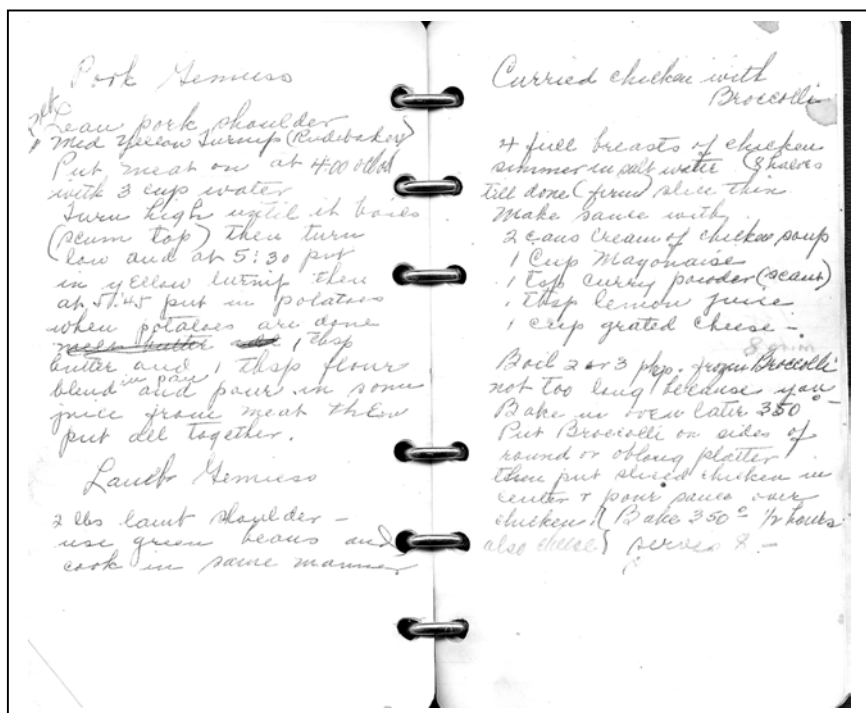 Pork Gemuso
2 lbs
Lean pork shoulder
1 Med Yellow Turnip (Rudebaker)
Put meat on at 4:00 o'clock
with 3 cup water
Turn high until it boies
(scum top) then turn
low and at 5:30 put
in yellow turnip then
at 5:45 put in potatoes
when potatoes are done
1 tbsp
butter and 1 tbsp flour
blend in pan and pour in some
juice from meat then
put all together.
Lamb Gemuso
2 lbs lamb shoulder –
use green beans and
cook in same manner
Curried chicken with
Broccolli
4 full breasts of chicken
simmer in salt water (8 halves
till done (firm) slice thin
Make sauce with
2 cans cream of chicken soup
1 Cup Mayonaise
1 tsp curry powder (scant)
1 tbsp lemon juice
1 cup grated cheese –
Boil 2 or 3 pkg. frozen Broccolli
not too long because you
Bake in oven later 350° –
Put Broccolli on sides of
round or oblong platter
then put sliced chicken in
center & pour sauce over
chicken. (Bake 350° 1/2 hour
also cheese) serves 8 –